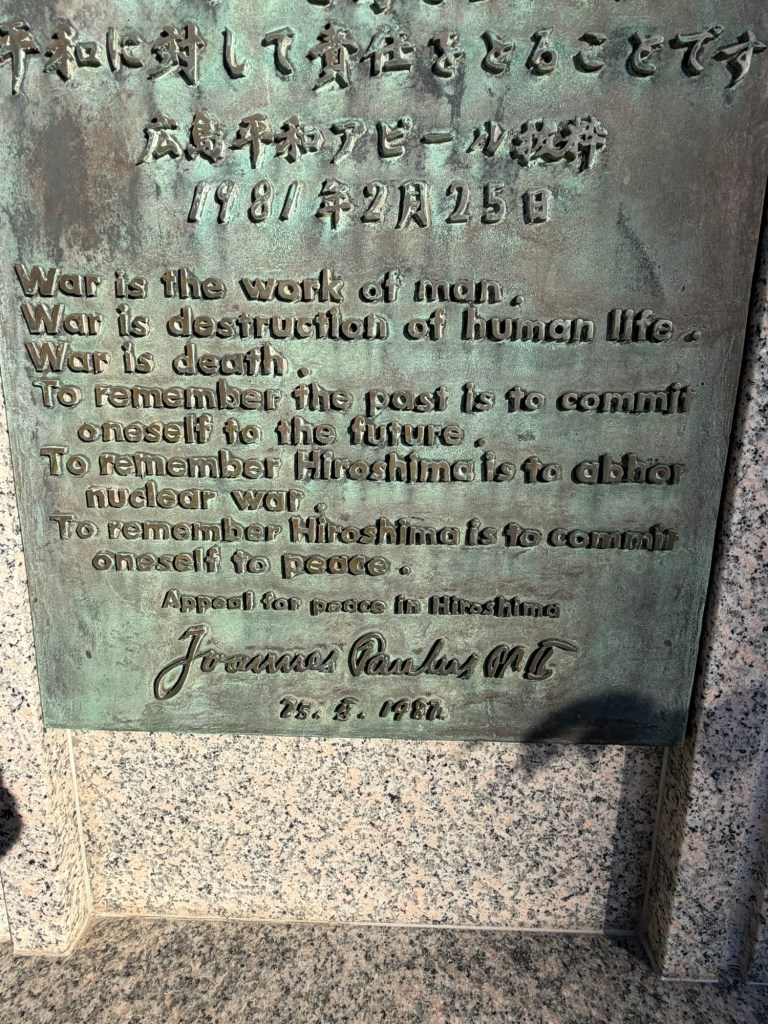 平和に対して責任をとることです
広島平和アピール抜粋
1981年2月25日
War is the work of man.
War is destruction of human life.
War is death.
To remember the past is to commit
oneself to the future.
To remember Hiroshima is to abhor
nuclear war.
To remember Hiroshima is to commit
oneself to peace.
Appeal for peace in Hiroshima
Joannes Paulus PP II